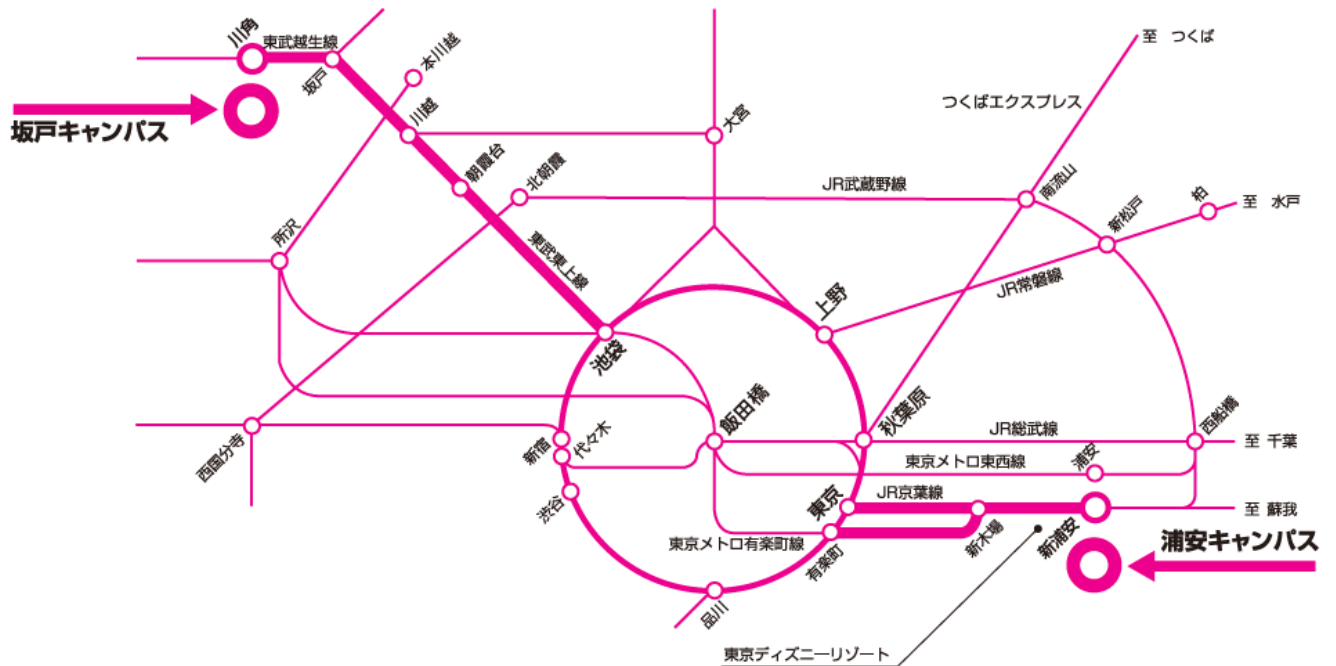 川角
東武越生線
坂戸
本川越
川越
大宮
至 つくば
つくばエクスプレス
坂戸キャンパス
朝霞台
北朝霞
JR武蔵野線
南流山
新松戸
柏
至 水戸
所沢
東武東上線
JR常磐線
上野
池袋
飯田橋
秋葉原
JR総武線
西船橋
至 千葉
西国分寺
新宿
代々木
東京メトロ東西線
浦安
渋谷
東京
JR京葉線
至 蘇我
東京メトロ有楽町線
有楽町
新木場
新浦安
浦安キャンパス
品川
東京ディズニーリゾート